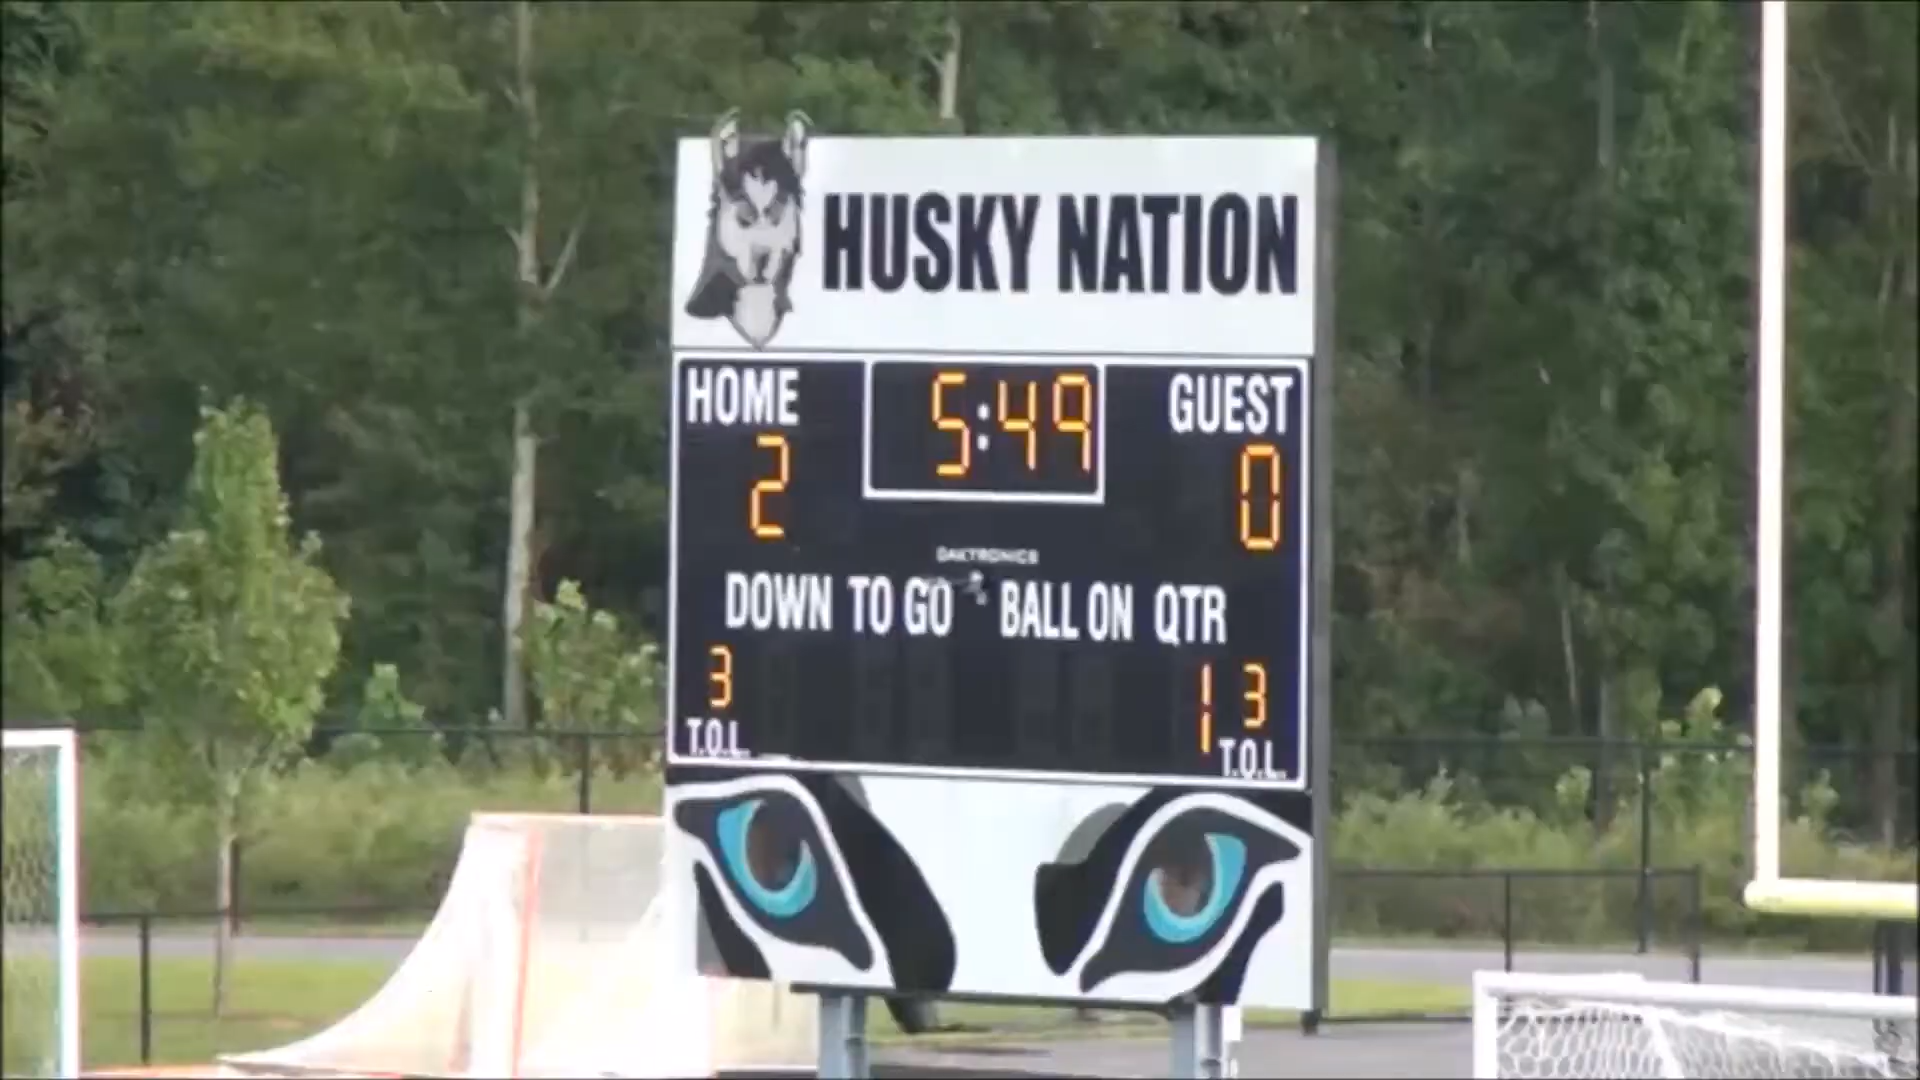 HUSKY NATION
HOME 5:49 GUEST
2 0
DAKTRONICS
DOWN TO GO BALL ON QTR
3 1 3
T.O.L. T.O.L.